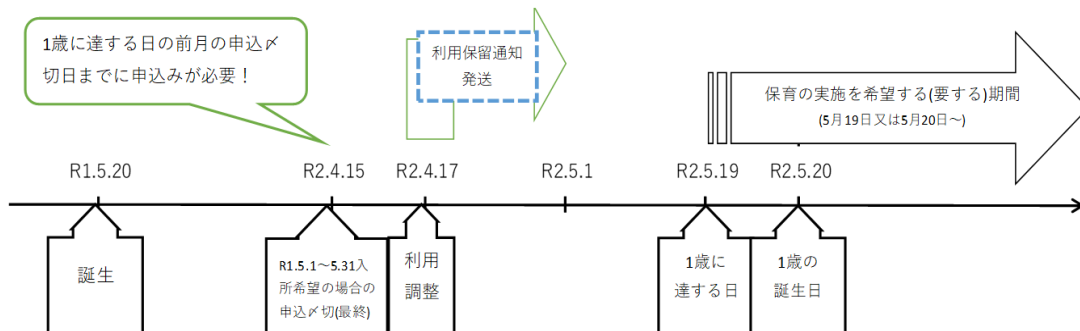 1歳に達する日の前月の申込〆
切日までに申込みが必要！
利用保留通知
発送
保育の実施を希望する(要する)期間
(5月19日又は5月20日～)
R1.5.20
R2.4.15
R2.4.17
R2.5.1
R2.5.19
R2.5.20
誕生
R1.5.1～5.31入
所希望の場合の
申込〆切(最終)
利用
調整
1歳に
達する日
1歳の
誕生日